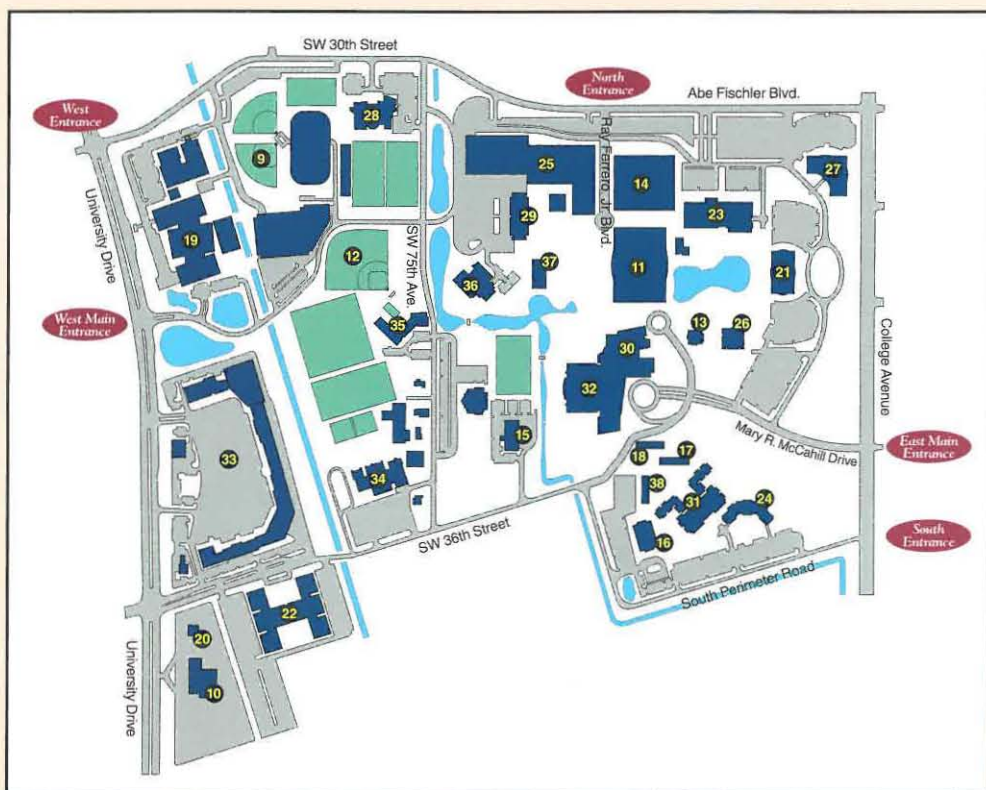 SW 30th Street
North
Entrance
Abe Fischler Blvd.
West
Entrance
28
9
25
Ray Ferrero, Jr. Blvd.
14
27
University Drive
29
23
19
12
SW 75th Ave.
37
11
21
36
West Main
Entrance
35
13
26
30
College Avenue
32
15
Mary R. McCahill Drive
East Main
Entrance
18
17
33
34
38
31
24
SW 36th Street
16
South
Entrance
South Perimeter Road
22
20
University Drive
10